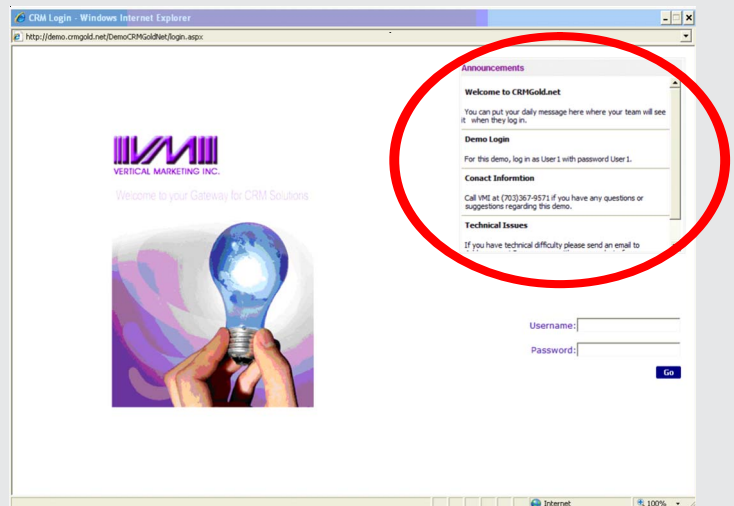 CRM Login - Windows Internet Explorer
http://demo.crmgold.net/DemoCRMGoldNet/login.aspx
Announcements
Welcome to CRMGold.net
You can put your daily message here where your team will see
it when they log in.
Demo Login
For this demo, log in as User1 with password User1.
Conact Informtion
Call VMI at (703)367-9571 if you have any questions or
suggestions regarding this demo.
Technical Issues
If you have technical difficulty please send an email to
VMI
VERTICAL MARKETING INC.
Welcome to your Gateway for CRM Solutions
Username:
Password:
Go
Internet
100%